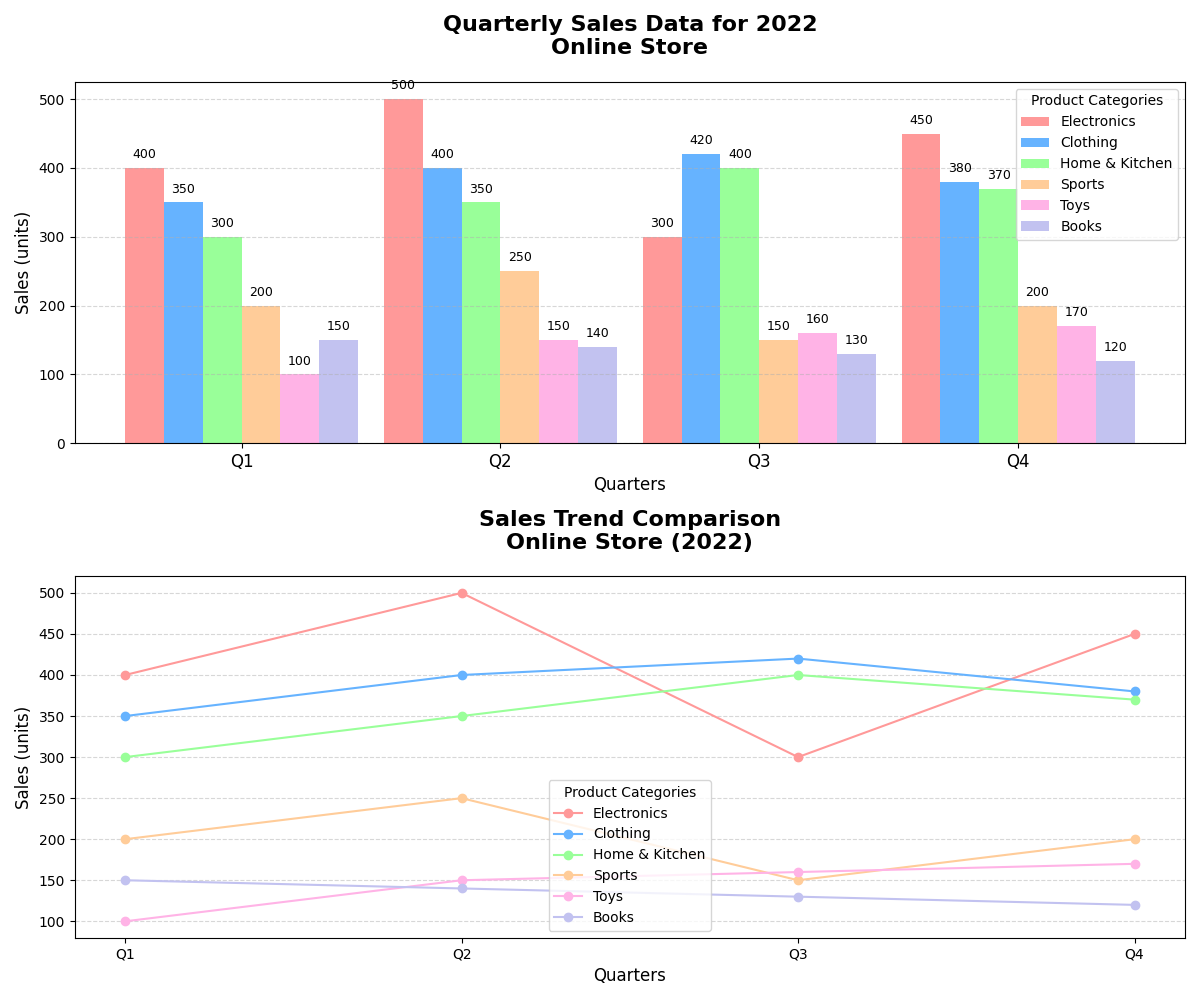 Quarterly Sales Data for 2022
Online Store
Sales (units)
500
400
300
200
100
0
400
350
300
200
100
150
500
400
350
250
150
140
300
420
400
150
160
130
450
380
370
200
170
120
Product Categories
Electronics
Clothing
Home & Kitchen
Sports
Toys
Books
Q1
Q2
Q3
Q4
Quarters
Sales Trend Comparison
Online Store (2022)
Sales (units)
500
450
400
350
300
250
200
150
100
Product Categories
Electronics
Clothing
Home & Kitchen
Sports
Toys
Books
Q1
Q2
Q3
Q4
Quarters